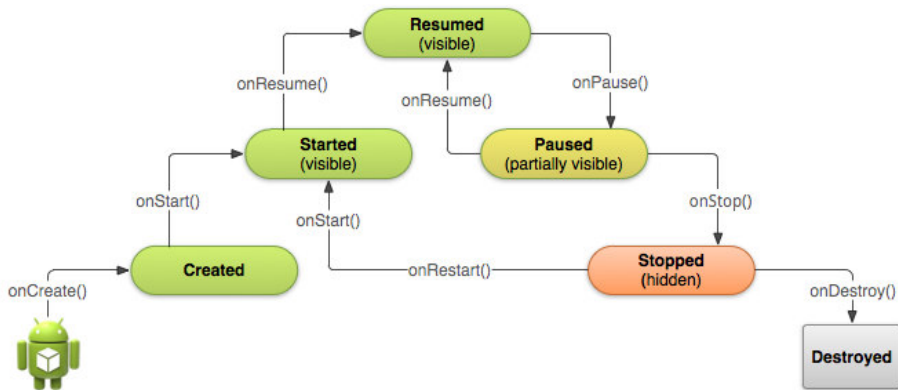 Resumed
(visible)
onResume()
onResume()
onPause()
Started
(visible)
Paused
(partially visible)
onStart()
onStart()
onStop()
Created
onRestart()
Stopped
(hidden)
onCreate()
onDestroy()
Destroyed